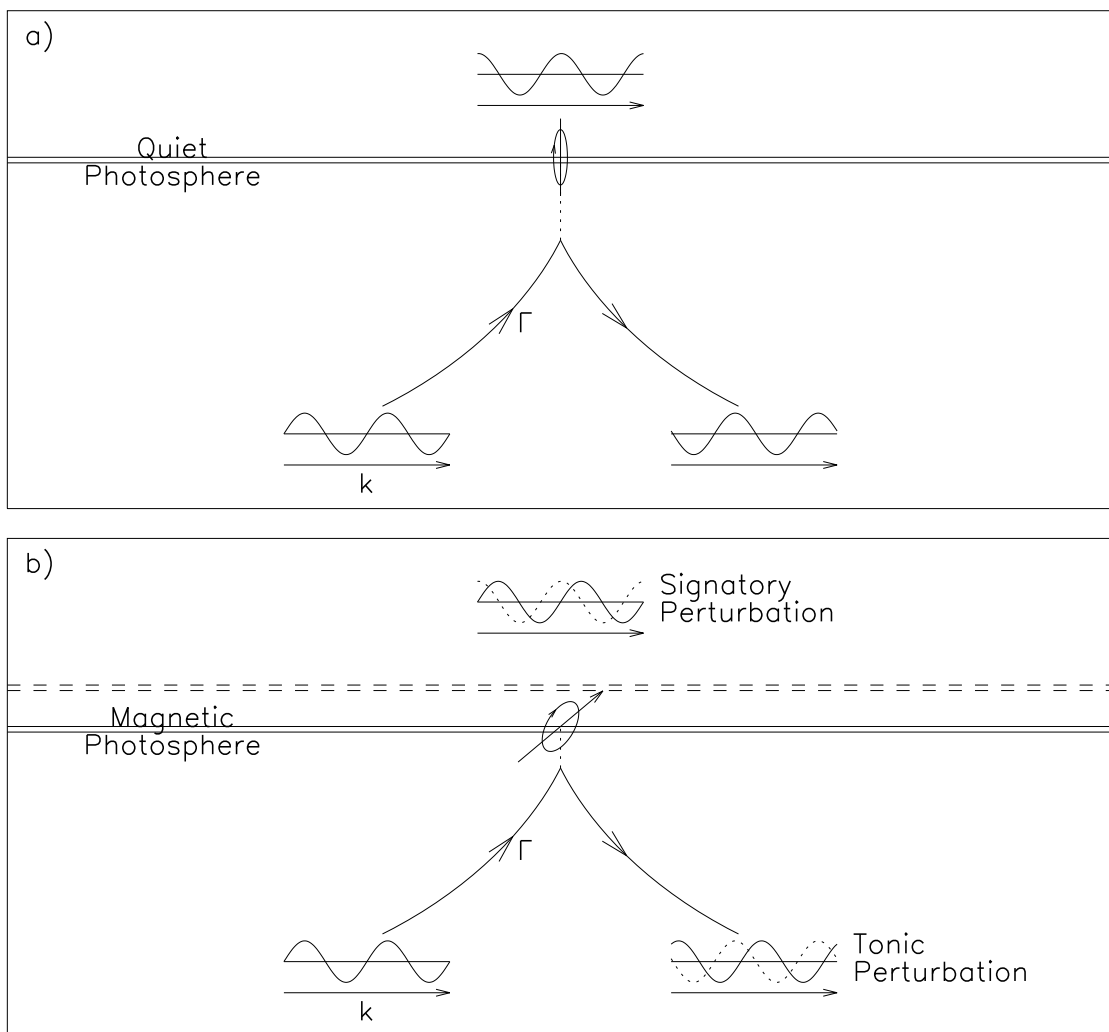 a)
Quiet
Photosphere
Γ
k
b)
Signatory
Perturbation
Magnetic
Photosphere
Γ
Tonic
Perturbation
k